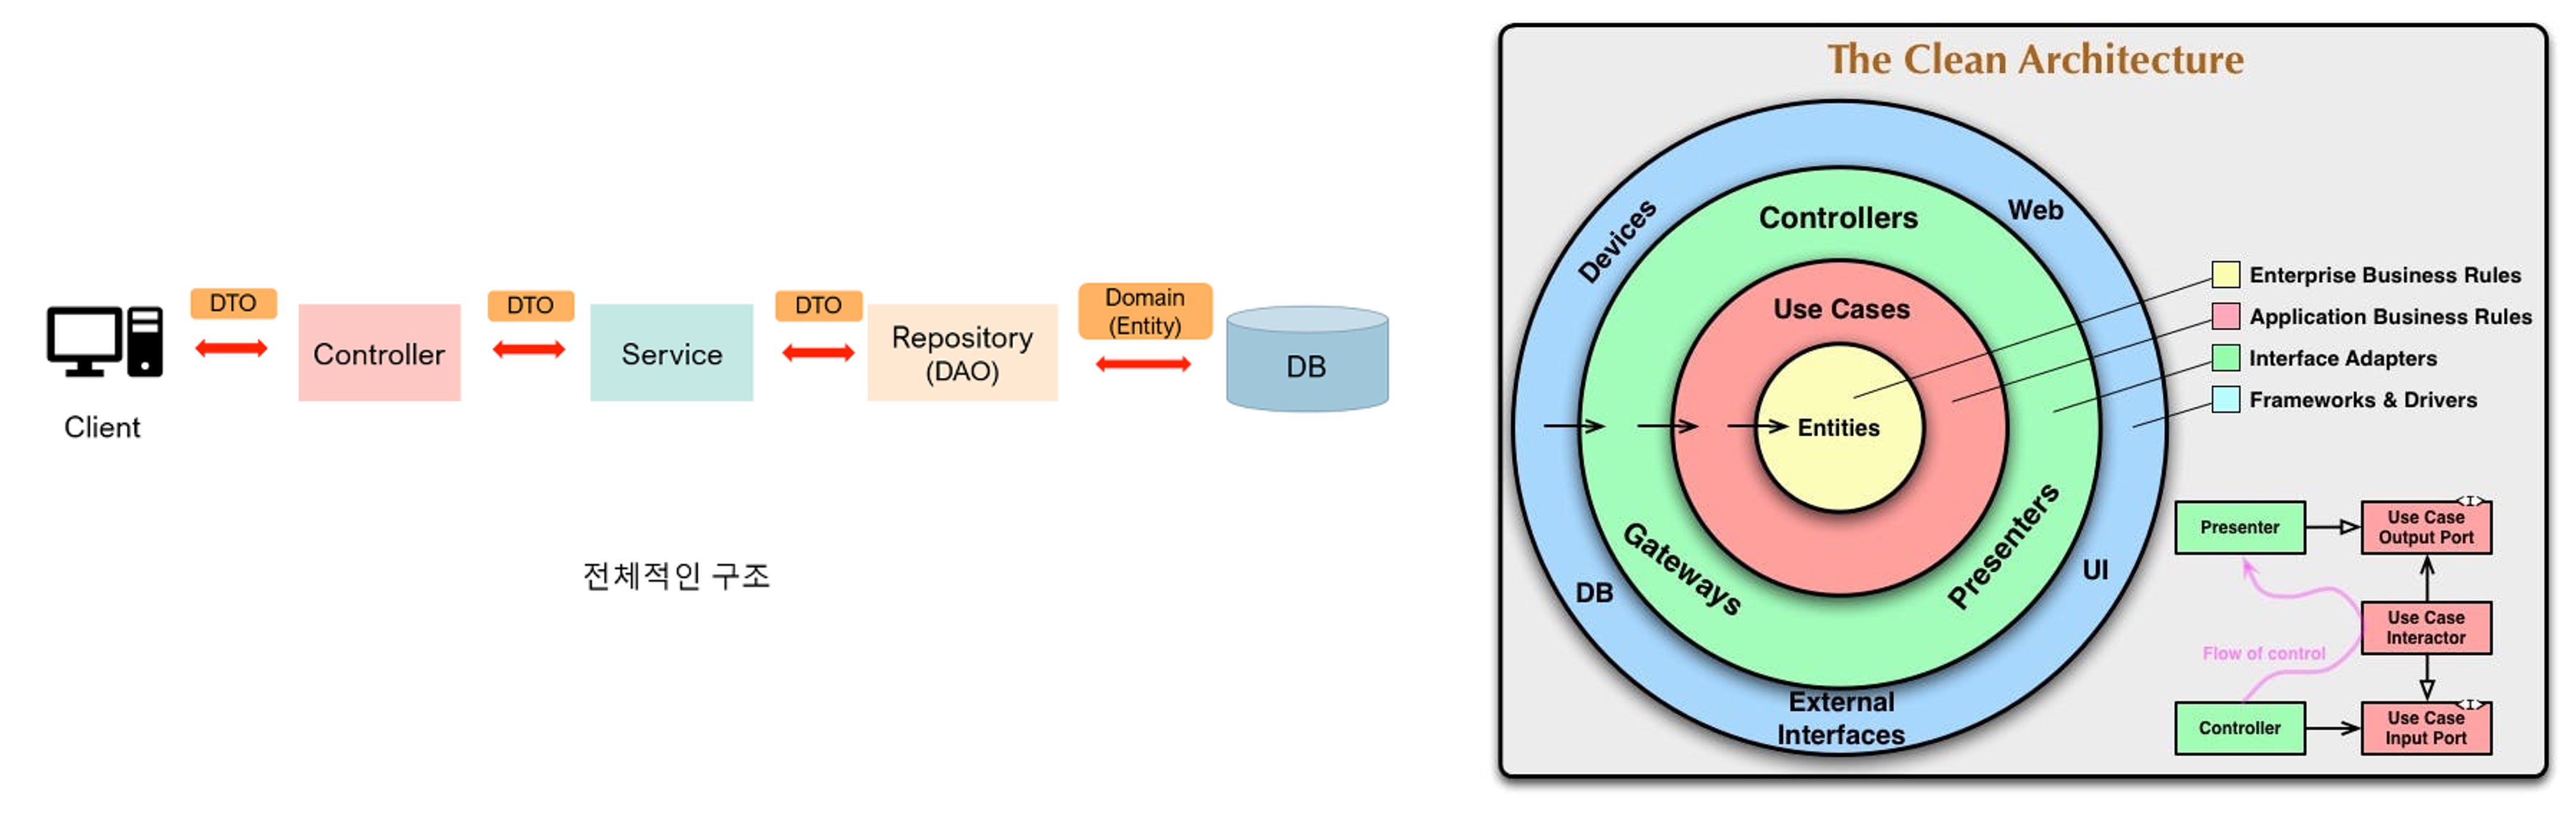 DTO
DTO
DTO
Domain
(Entity)
Controller
Service
Repository
(DAO)
DB
Client
전체적인 구조
The Clean Architecture
Devices
Web
Controllers
Use Cases
Entities
Gateways
Presenters
DB
UI
External
Interfaces
Enterprise Business Rules
Application Business Rules
Interface Adapters
Frameworks & Drivers
Presenter
<I>
Use Case
Output Port
Use Case
Interactor
Flow of control
Controller
<I>
Use Case
Input Port